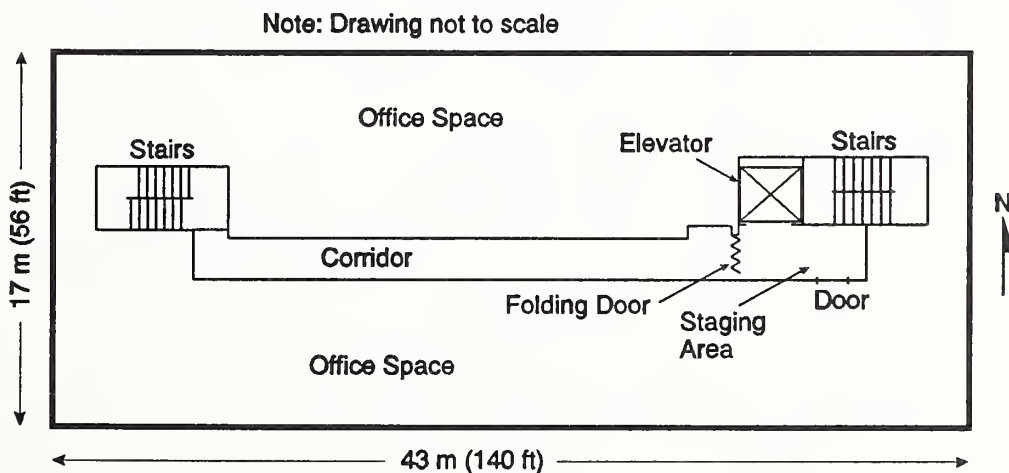 Note: Drawing not to scale
Office Space
Stairs
Elevator
Stairs
N
17 m (56 ft)
Corridor
Folding Door
Staging
Area
Door
Office Space
43 m (140 ft)